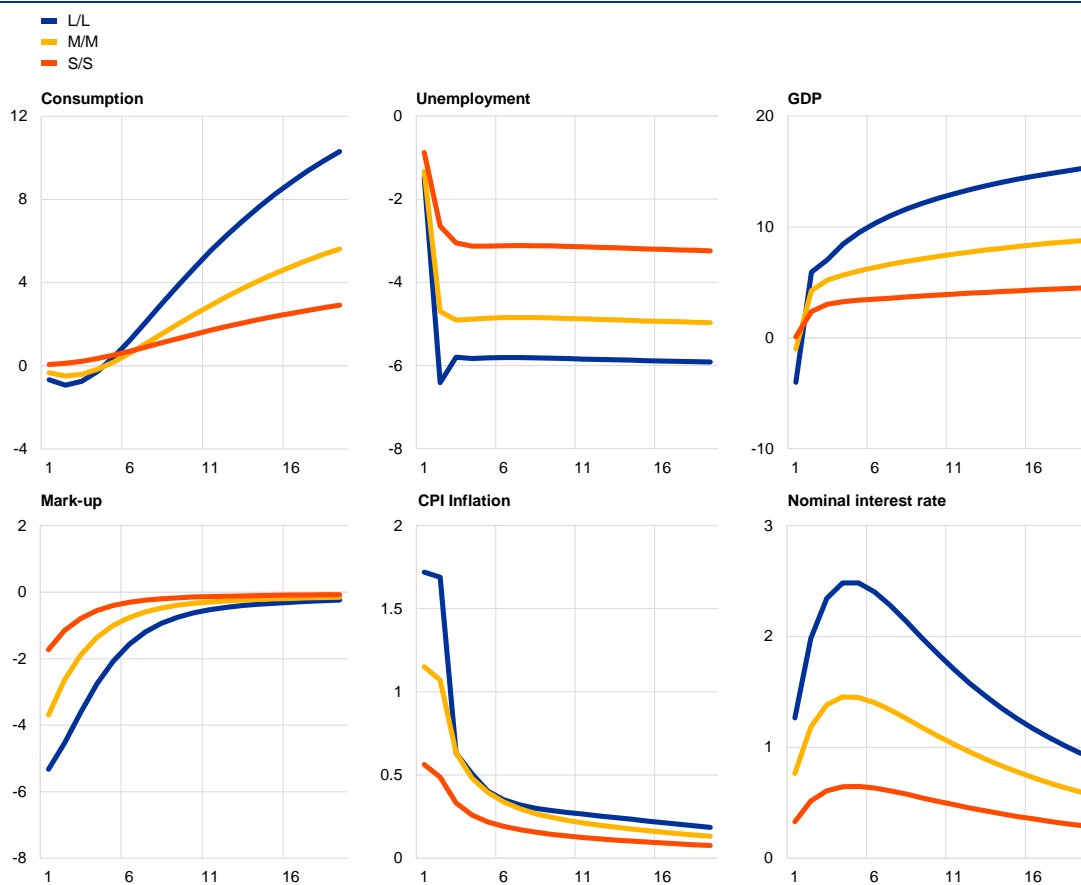 L/L
M/M
S/S
Consumption
12
8
4
0
-4
1 6 11 16
Unemployment
0
-2
-4
-6
-8
1 6 11 16
GDP
20
10
0
-10
1 6 11 16
Mark-up
2
0
-2
-4
-6
-8
1 6 11 16
CPI Inflation
2
1.5
1
0.5
0
1 6 11 16
Nominal interest rate
3
2
1
0
1 6 11 16